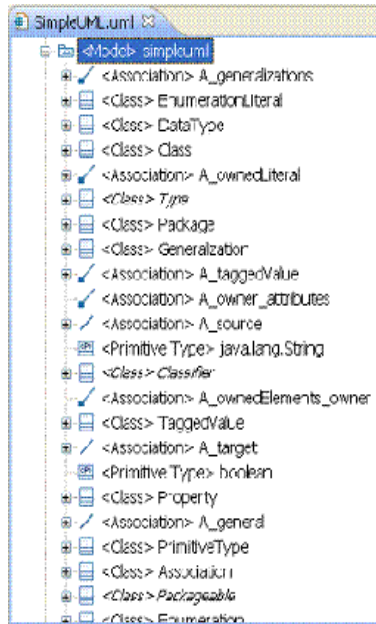 SimpleUML.uml
<Model> simpleuml
<Association> A_generalizations
<Class> EnumerationLiteral
<Class> DataType
<Class> Class
<Association> A_ownedLiteral
<Class> Type
<Class> Package
<Class> Generalization
<Association> A_taggedValue
<Association> A_owner_attributes
<Association> A_source
<Primitive Type> java.lang.String
<Class> Classifier
<Association> A_ownedElements_owner
<Class> TaggedValue
<Association> A_target
<Primitive Type> boolean
<Class> Property
<Association> A_general
<Class> PrimitiveType
<Class> Association
<Class> Packageable
<Class> Enumeration